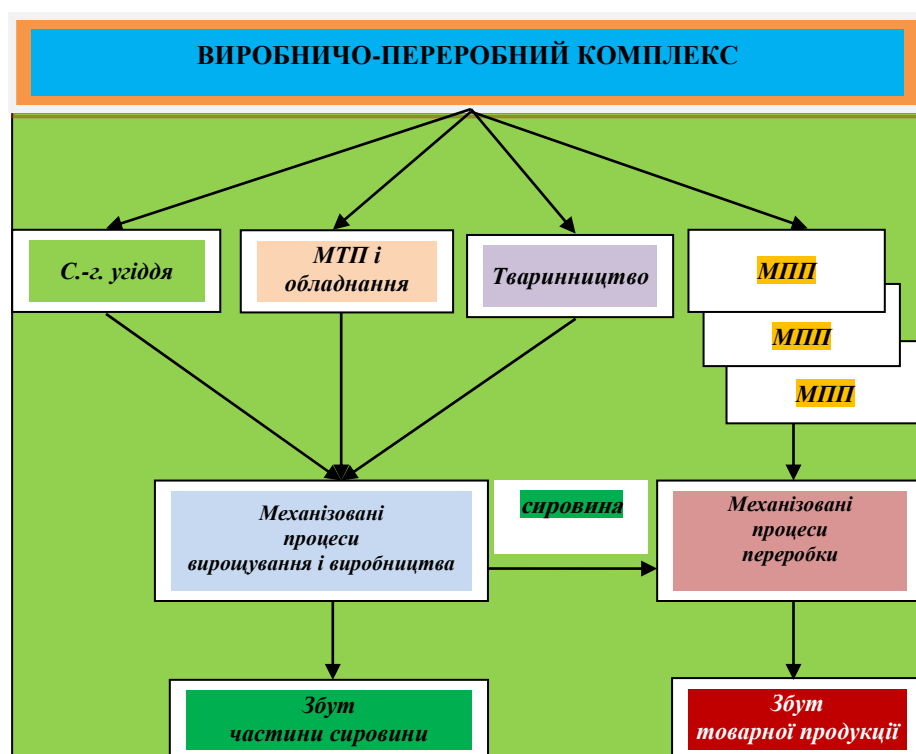 ВИРОБНИЧО-ПЕРЕРОБНИЙ КОМПЛЕКС
С.-г. угіддя
МТП і
обладнання
Тваринництво
МПП
МПП
МПП
Механізовані
процеси
вирощування і виробництва
сировина
Механізовані
процеси
переробки
Збут
частини сировини
Збут
товарної продукції